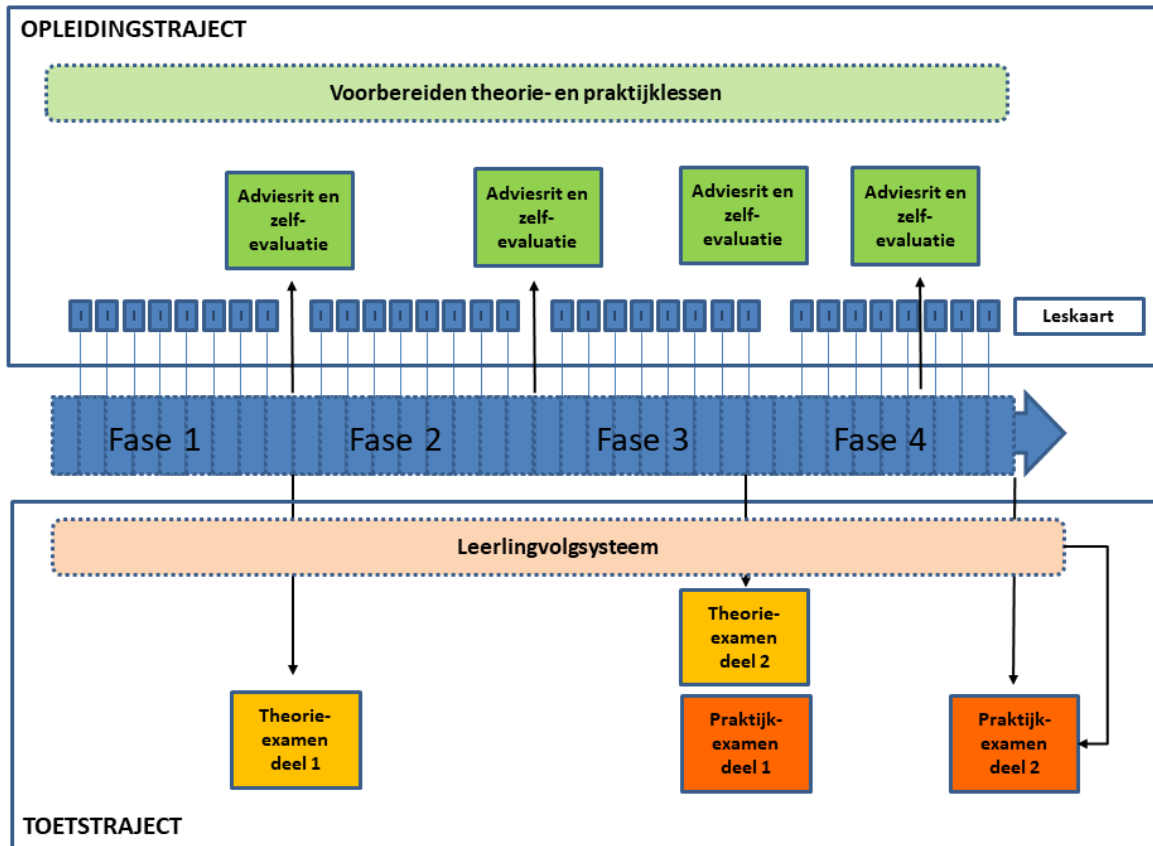 OPLEIDINGSTRAJECT
Voorbereiden theorie- en praktijklessen
Adviesrit en
zelf-
evaluatie
Adviesrit en
zelf-
evaluatie
Adviesrit en
zelf-
evaluatie
Adviesrit en
zelf-
evaluatie
I I I I I I I I I I I I I I I I I I I I I I I I I I I I I I I I
Leskaart
Fase 1
Fase 2
Fase 3
Fase 4
Leerlingvolgsysteem
Theorie-
examen
deel 1
Theorie-
examen
deel 2
Praktijk-
examen
deel 1
Praktijk-
examen
deel 2
TOETSTRAJECT